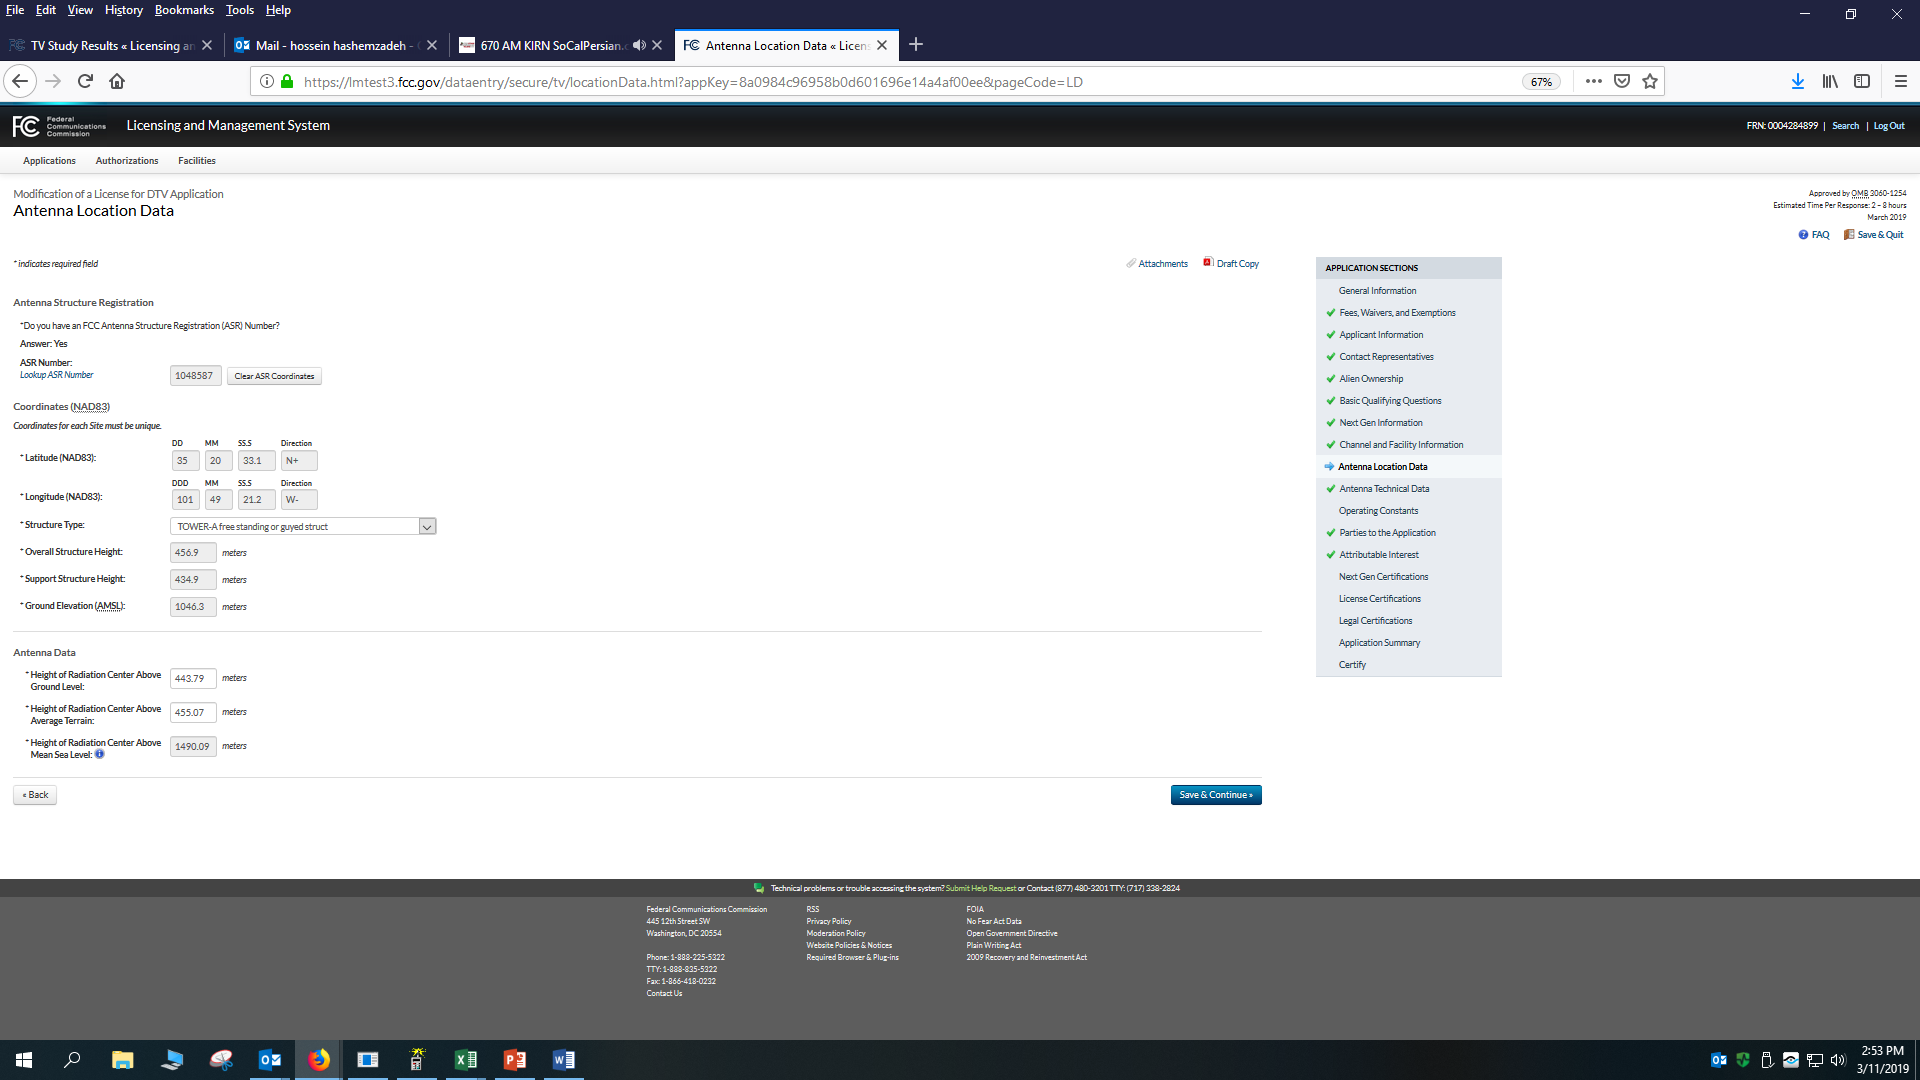 File Edit View History Bookmarks Tools Help
TV Study Results « Licensing an
Mail - hossein hashemzadeh -
670 AM KIRN SoCalPersian.
Antenna Location Data « Licens
https://lmtest3.fcc.gov/dataentry/secure/tv/locationData.html?appKey=8a0984c96958b0d601696e14a4af00ee&pageCode=LD
67%
FC Federal Communications Commission
Licensing and Management System
FRN: 0004284899 | Search | Log Out
Applications Authorizations Facilities
Modification of a License for DTV Application
Antenna Location Data
Approved by OMB 3060-1254
Estimated Time Per Response: 2 – 8 hours
March 2019
FAQ Save & Quit
* indicates required field
Attachments Draft Copy
Antenna Structure Registration
*Do you have an FCC Antenna Structure Registration (ASR) Number?
Answer: Yes
ASR Number:
Lookup ASR Number
1048587 Clear ASR Coordinates
Coordinates (NAD83)
Coordinates for each Site must be unique.
DD MM SS.S Direction
* Latitude (NAD83): 35 20 33.1 N+
DDD MM SS.S Direction
* Longitude (NAD83): 101 49 21.2 W-
* Structure Type: TOWER-A free standing or guyed struct
* Overall Structure Height: 456.9 meters
* Support Structure Height: 434.9 meters
* Ground Elevation (AMSL): 1046.3 meters
Antenna Data
* Height of Radiation Center Above
Ground Level:
443.79 meters
* Height of Radiation Center Above
Average Terrain:
455.07 meters
* Height of Radiation Center Above
Mean Sea Level:
1490.09 meters
« Back
Save & Continue »
APPLICATION SECTIONS
General Information
Fees, Waivers, and Exemptions
Applicant Information
Contact Representatives
Alien Ownership
Basic Qualifying Questions
Next Gen Information
Channel and Facility Information
Antenna Location Data
Antenna Technical Data
Operating Constants
Parties to the Application
Attributable Interest
Next Gen Certifications
License Certifications
Legal Certifications
Application Summary
Certify
Technical problems or trouble accessing the system? Submit Help Request or Contact (877) 480-3201 TTY: (717) 338-2824
Federal Communications Commission
445 12th Street SW
Washington, DC 20554
Phone: 1-888-225-5322
TTY: 1-888-835-5322
Fax: 1-866-418-0232
Contact Us
RSS
Privacy Policy
Moderation Policy
Website Policies & Notices
Required Browser & Plug-ins
FOIA
No Fear Act Data
Open Government Directive
Plain Writing Act
2009 Recovery and Reinvestment Act
2:53 PM
3/11/2019